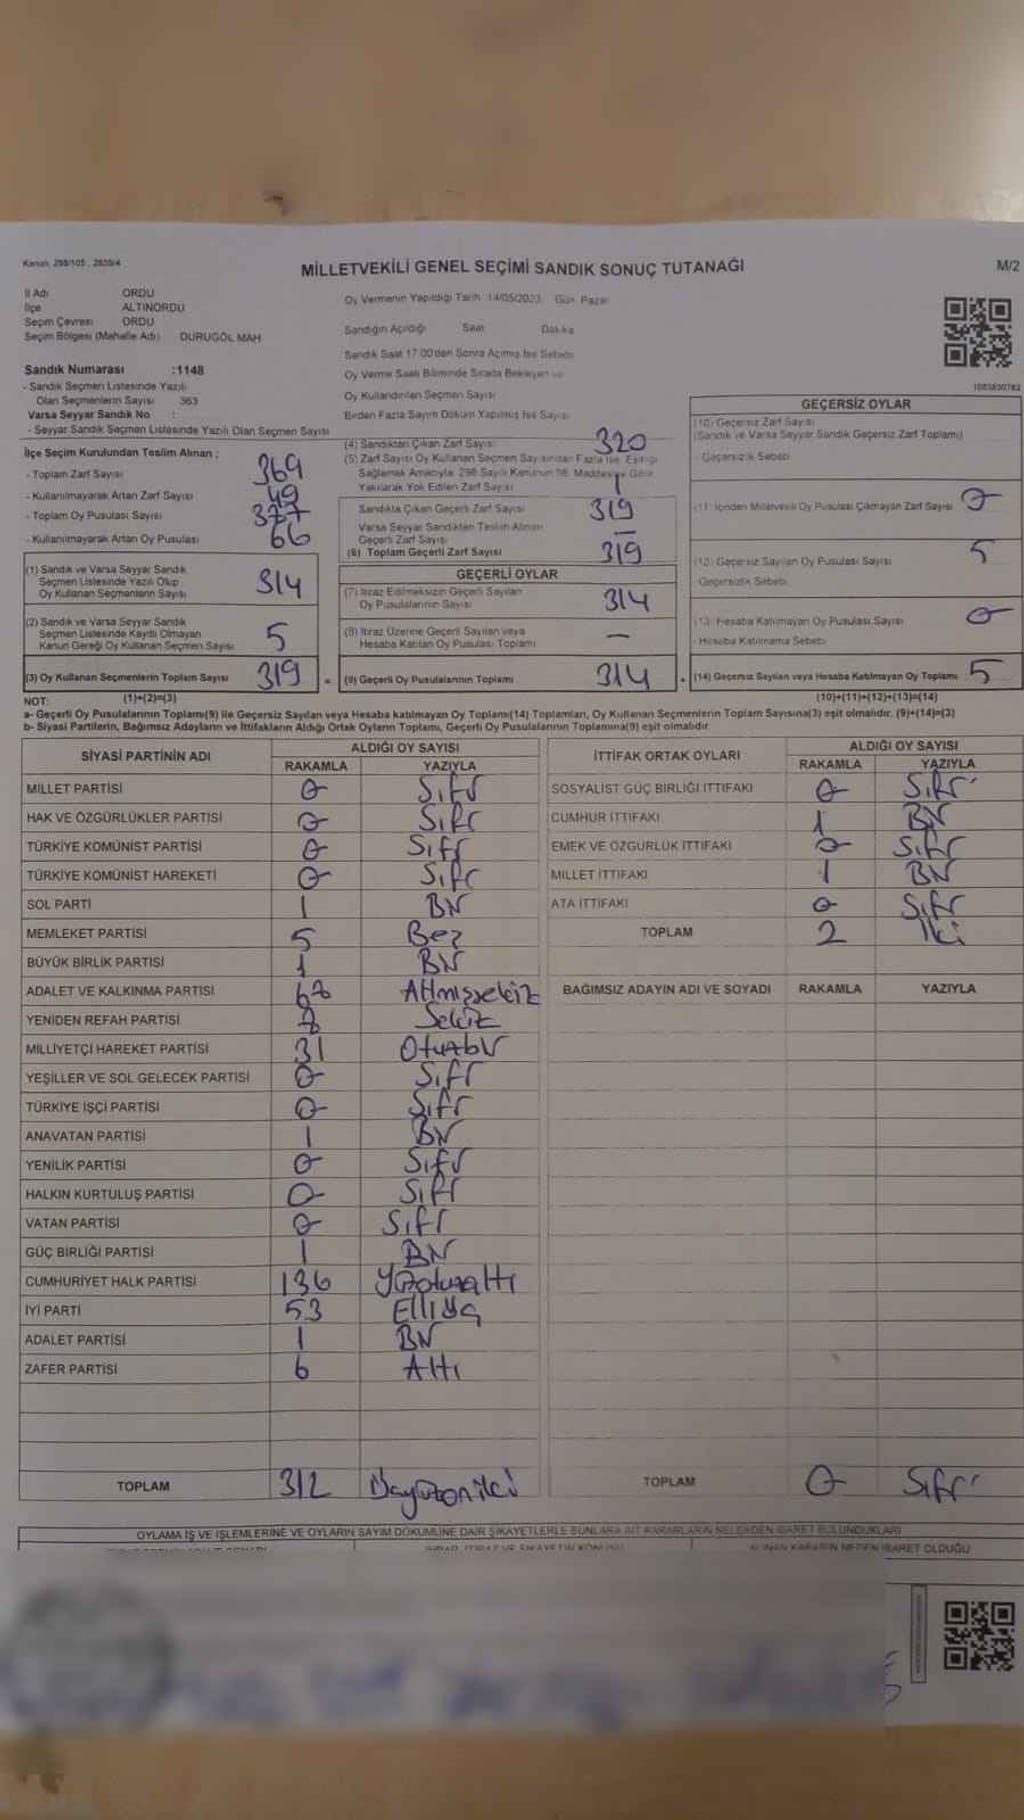 Kanun: 298/105, 2839/4
MİLLETVEKİLİ GENEL SEÇİMİ SANDIK SONUÇ TUTANAĞI
M/2
İl Adı ORDU
İlçe ALTINORDU
Seçim Çevresi ORDU
Seçim Bölgesi (Mahalle Adı) DURUGÖL MAH
Sandık Numarası :1148
- Sandık Seçmen Listesinde Yazılı
Olan Seçmenlerin Sayısı 363
Varsa Seyyar Sandık No :
- Seyyar Sandık Seçmen Listesinde Yazılı Olan Seçmen Sayısı
Oy Vermenin Yapıldığı Tarih :14/05/2023 Gün: Pazar
Sandığın Açıldığı Saat Dakika
Sandık Saat 17:00'den Sonra Açılmış İse Sebebi
Oy Verme Saati Bitiminde Sırada Bekleyen ve
Oy Kullandırılan Seçmen Sayısı
Birden Fazla Sayım Döküm Yapılmış İse Sayısı
İlçe Seçim Kurulundan Teslim Alınan ;
- Toplam Zarf Sayısı 369
- Kullanılmayarak Artan Zarf Sayısı 49
- Toplam Oy Pusulası Sayısı 377
- Kullanılmayarak Artan Oy Pusulası 66
(1) Sandık ve Varsa Seyyar Sandık
Seçmen Listesinde Yazılı Olup
Oy Kullanan Seçmenlerin Sayısı 314
(2) Sandık ve Varsa Seyyar Sandık
Seçmen Listesinde Kayıtlı Olmayan
Kanun Gereği Oy Kullanan Seçmen Sayısı 5
(3) Oy Kullanan Seçmenlerin Toplam Sayısı 319
(4) Sandıktan Çıkan Zarf Sayısı 320
(5) Zarf Sayısı Oy Kullanan Seçmen Sayısından Fazla İse, Eşitliği
Sağlamak Amacıyla, 298 Sayılı Kanunun 98. Maddesine Göre
Yakılarak Yok Edilen Zarf Sayısı 1
Sandıkta Çıkan Geçerli Zarf Sayısı 319
Varsa Seyyar Sandıktan Teslim Alınan
Geçerli Zarf Sayısı —
(6) Toplam Geçerli Zarf Sayısı 319
GEÇERLİ OYLAR
(7) İtiraz Edilmeksizin Geçerli Sayılan
Oy Pusulalarının Sayısı 314
(8) İtiraz Üzerine Geçerli Sayılan veya
Hesaba Katılan Oy Pusulası Toplamı —
(9) Geçerli Oy Pusulalarının Toplamı 314
GEÇERSİZ OYLAR
(10) Geçersiz Zarf Sayısı
(Sandık ve Varsa Seyyar Sandık Geçersiz Zarf Toplamı)
- Geçersizlik Sebebi
(11) İçinden Milletvekili Oy Pusulası Çıkmayan Zarf Sayısı 0
(12) Geçersiz Sayılan Oy Pusulası Sayısı 5
- Geçersizlik Sebebi
(13) Hesaba Katılmayan Oy Pusulası Sayısı 0
- Hesaba Katılmama Sebebi
(14) Geçersiz Sayılan veya Hesaba Katılmayan Oy Toplamı 5
NOT: (1)+(2)=(3) (10)+(11)+(12)+(13)=(14)
a- Geçerli Oy Pusulalarının Toplamı(9) ile Geçersiz Sayılan veya Hesaba katılmayan Oy Toplamı(14) Toplamları, Oy Kullanan Seçmenlerin Toplam Sayısına(3) eşit olmalıdır. (9)+(14)=(3)
b- Siyasi Partilerin, Bağımsız Adayların ve İttifakların Aldığı Ortak Oyların Toplamı, Geçerli Oy Pusulalarının Toplamına(9) eşit olmalıdır.
SİYASİ PARTİNİN ADI ALDIĞI OY SAYISI
RAKAMLA YAZIYLA
MİLLET PARTİSİ 0 Sıfır
HAK VE ÖZGÜRLÜKLER PARTİSİ 0 Sıfır
TÜRKİYE KOMÜNİST PARTİSİ 0 Sıfır
TÜRKİYE KOMÜNİST HAREKETİ 0 Sıfır
SOL PARTİ 1 Bir
MEMLEKET PARTİSİ 5 Beş
BÜYÜK BİRLİK PARTİSİ 1 Bir
ADALET VE KALKINMA PARTİSİ 68 Altmışsekiz
YENİDEN REFAH PARTİSİ 8 Sekiz
MİLLİYETÇİ HAREKET PARTİSİ 31 Otuzbir
YEŞİLLER VE SOL GELECEK PARTİSİ 0 Sıfır
TÜRKİYE İŞÇİ PARTİSİ 0 Sıfır
ANAVATAN PARTİSİ 1 Bir
YENİLİK PARTİSİ 0 Sıfır
HALKIN KURTULUŞ PARTİSİ 0 Sıfır
VATAN PARTİSİ 0 Sıfır
GÜÇ BİRLİĞİ PARTİSİ 1 Bir
CUMHURİYET HALK PARTİSİ 136 Yüzotuzaltı
İYİ PARTİ 53 Elliüç
ADALET PARTİSİ 1 Bir
ZAFER PARTİSİ 6 Altı
TOPLAM 312 Üçyüzoniki
İTTİFAK ORTAK OYLARI ALDIĞI OY SAYISI
RAKAMLA YAZIYLA
SOSYALİST GÜÇ BİRLİĞİ İTTİFAKI 0 Sıfır
CUMHUR İTTİFAKI 1 Bir
EMEK VE ÖZGÜRLÜK İTTİFAKI 0 Sıfır
MİLLET İTTİFAKI 1 Bir
ATA İTTİFAKI 0 Sıfır
TOPLAM 2 İki
BAĞIMSIZ ADAYIN ADI VE SOYADI RAKAMLA YAZIYLA
TOPLAM 0 Sıfır
OYLAMA İŞ VE İŞLEMLERİNE VE OYLARIN SAYIM DÖKÜMÜNE DAİR ŞİKAYETLERLE BUNLARA AİT KARARLARIN NELERDEN İBARET BULUNDUKLARI